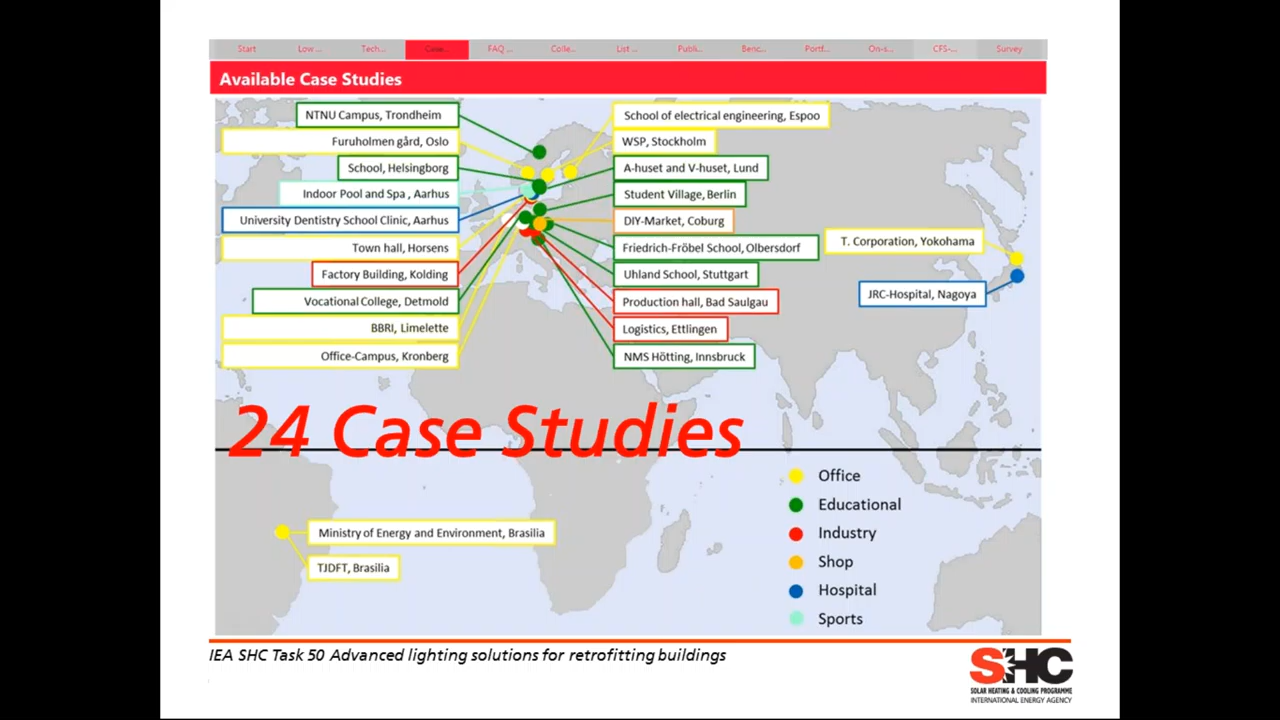 Start Low ... Tech... Case... FAQ ... Colle... List ... Publi... Benc... Portf... On-s... CFS-... Survey
Available Case Studies
NTNU Campus, Trondheim
Furuholmen gård, Oslo
School, Helsingborg
Indoor Pool and Spa , Aarhus
University Dentistry School Clinic, Aarhus
Town hall, Horsens
Factory Building, Kolding
Vocational College, Detmold
BBRI, Limelette
Office-Campus, Kronberg
School of electrical engineering, Espoo
WSP, Stockholm
A-huset and V-huset, Lund
Student Village, Berlin
DIY-Market, Coburg
Friedrich-Fröbel School, Olbersdorf
Uhland School, Stuttgart
Production hall, Bad Saulgau
Logistics, Ettlingen
NMS Hötting, Innsbruck
T. Corporation, Yokohama
JRC-Hospital, Nagoya
24 Case Studies
Ministry of Energy and Environment, Brasilia
TJDFT, Brasilia
Office
Educational
Industry
Shop
Hospital
Sports
IEA SHC Task 50 Advanced lighting solutions for retrofitting buildings
SHC
SOLAR HEATING & COOLING PROGRAMME
INTERNATIONAL ENERGY AGENCY